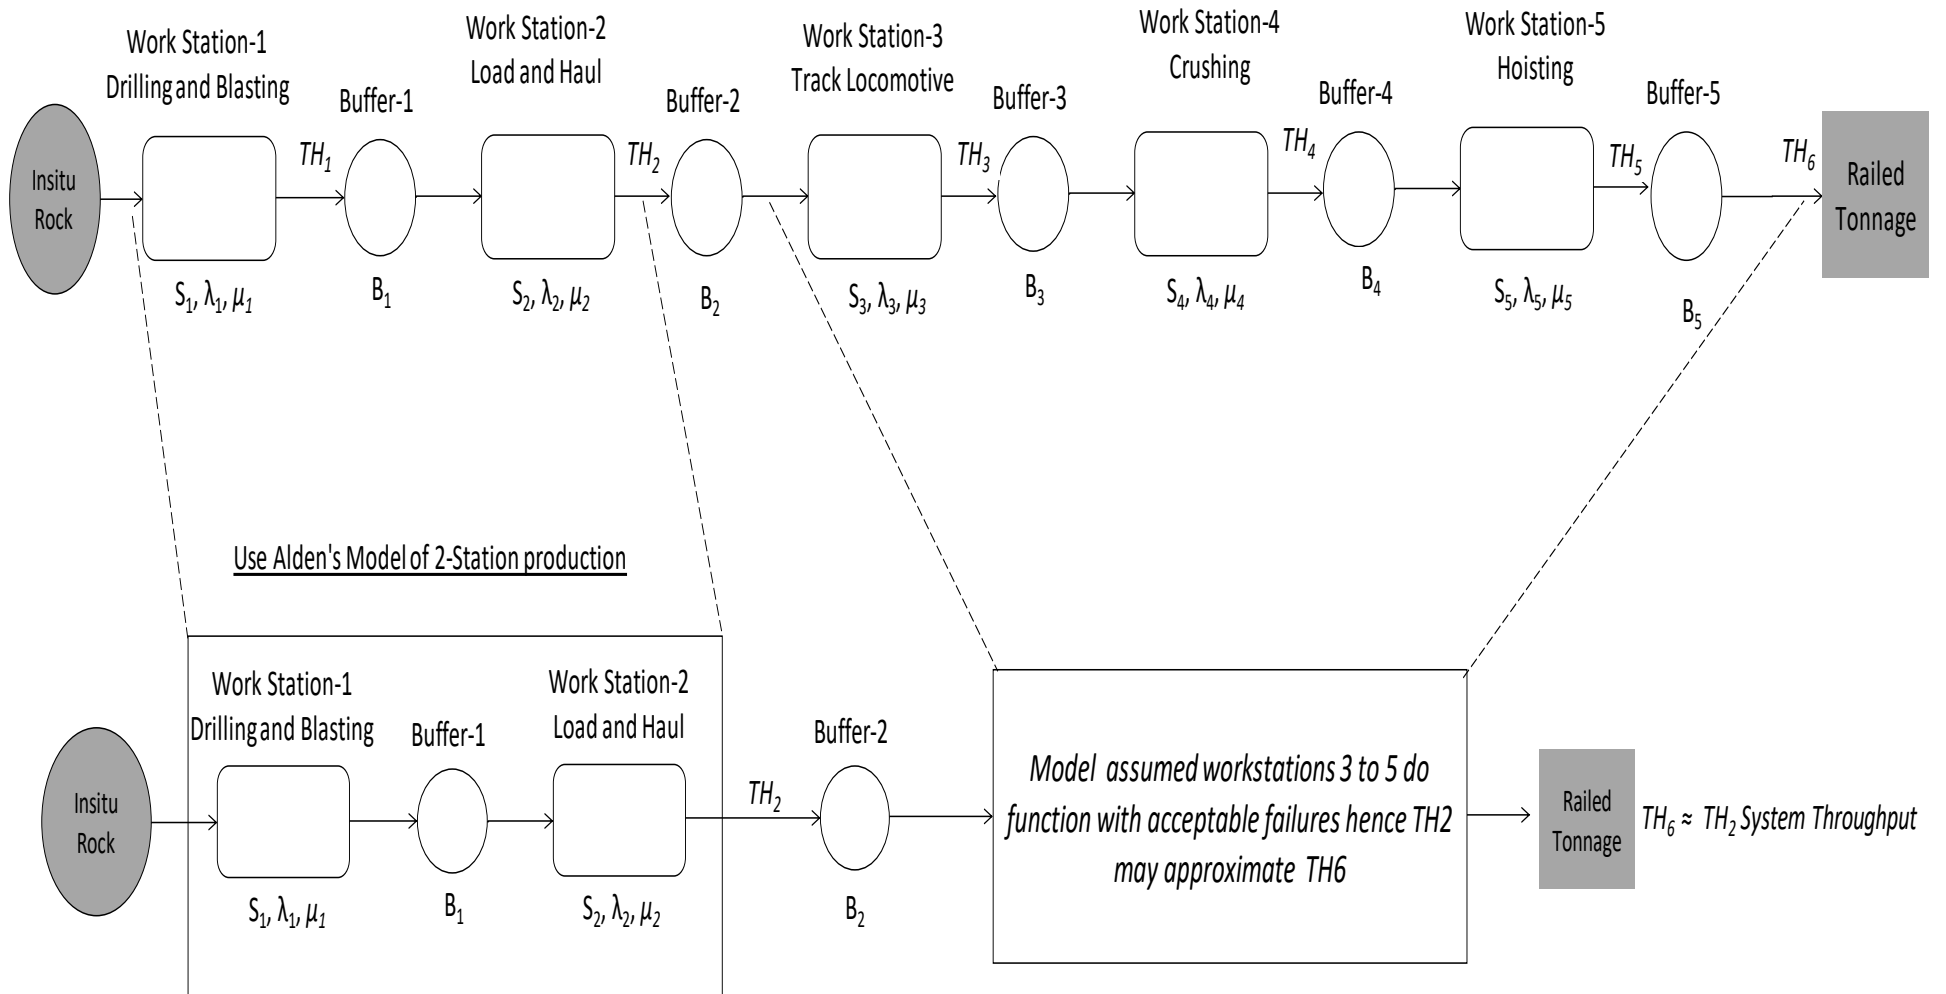 Work Station-1
Drilling and Blasting
Work Station-2
Load and Haul
Work Station-3
Track Locomotive
Work Station-4
Crushing
Work Station-5
Hoisting
Buffer-1
Buffer-2
Buffer-3
Buffer-4
Buffer-5
Insitu
Rock
TH1
TH2
TH3
TH4
TH5
TH6
Railed
Tonnage
S1, λ1, μ1
B1
S2, λ2, μ2
B2
S3, λ3, μ3
B3
S4, λ4, μ4
B4
S5, λ5, μ5
B5
Use Alden's Model of 2-Station production
Work Station-1
Drilling and Blasting
Buffer-1
Work Station-2
Load and Haul
Buffer-2
Insitu
Rock
TH2
Model assumed workstations 3 to 5 do
function with acceptable failures hence TH2
may approximate TH6
Railed
Tonnage
TH6 ≈ TH2 System Throughput
S1, λ1, μ1
B1
S2, λ2, μ2
B2